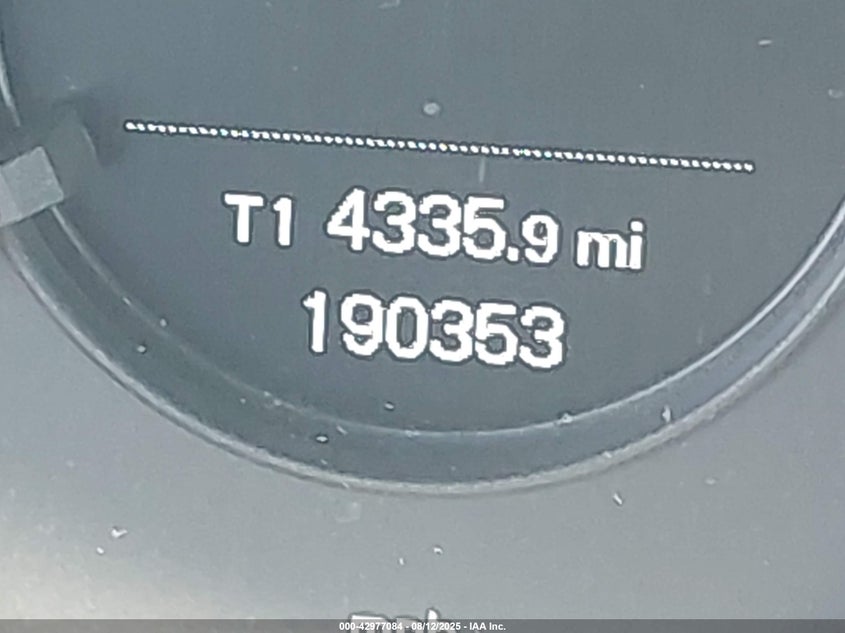 T1 4335.9 mi
190353
000-42977084 - 08/12/2025 - IAA Inc.